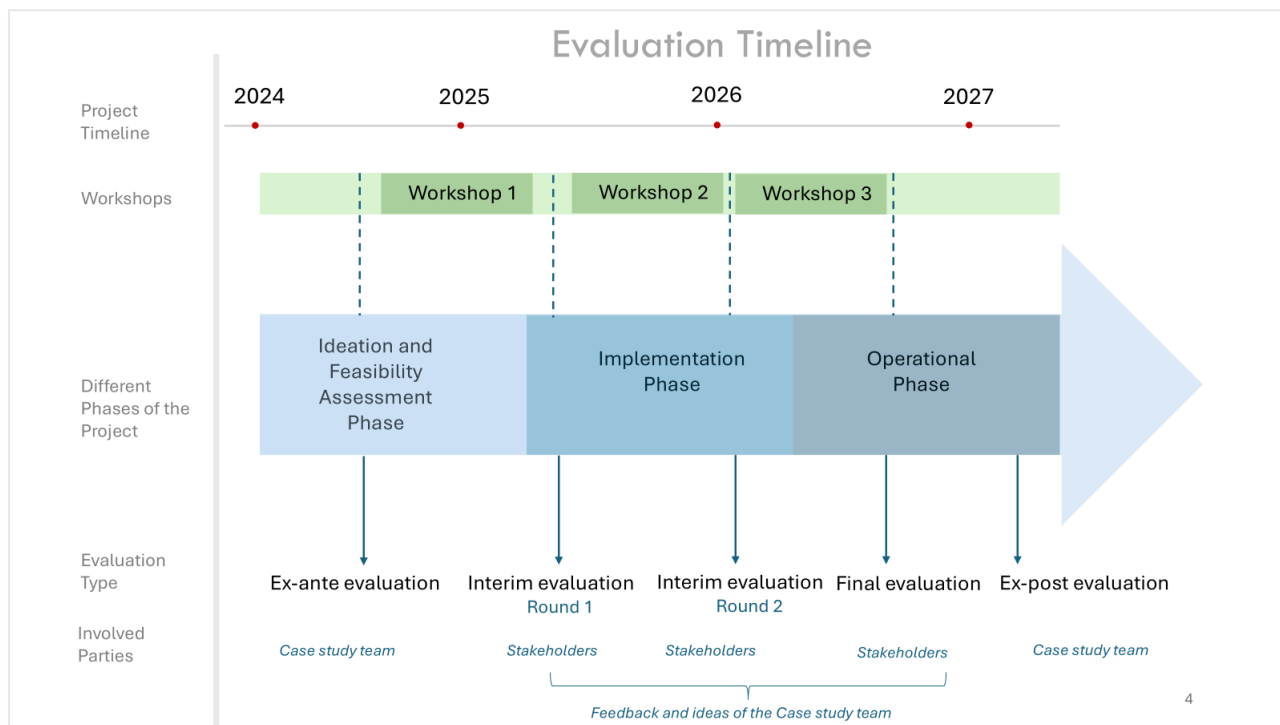 Evaluation Timeline
Project
Timeline
2024
2025
2026
2027
Workshops
Workshop 1
Workshop 2
Workshop 3
Different
Phases of the
Project
Ideation and
Feasibility
Assessment
Phase
Implementation
Phase
Operational
Phase
Evaluation
Type
Ex-ante evaluation
Interim evaluation
Round 1
Interim evaluation
Round 2
Final evaluation
Ex-post evaluation
Involved
Parties
Case study team
Stakeholders
Stakeholders
Stakeholders
Case study team
Feedback and ideas of the Case study team
4